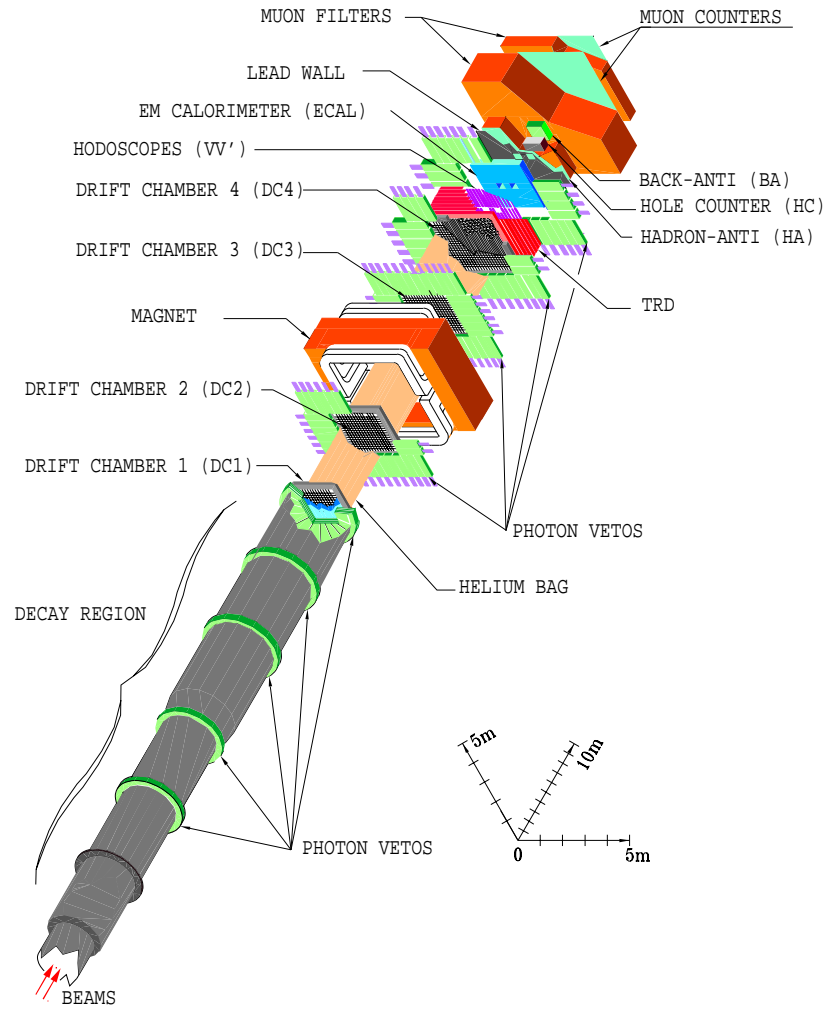 MUON FILTERS
MUON COUNTERS
LEAD WALL
EM CALORIMETER (ECAL)
HODOSCOPES (VV')
DRIFT CHAMBER 4 (DC4)
BACK-ANTI (BA)
HOLE COUNTER (HC)
HADRON-ANTI (HA)
DRIFT CHAMBER 3 (DC3)
TRD
MAGNET
DRIFT CHAMBER 2 (DC2)
DRIFT CHAMBER 1 (DC1)
PHOTON VETOS
HELIUM BAG
DECAY REGION
5m
10m
0
5m
PHOTON VETOS
BEAMS